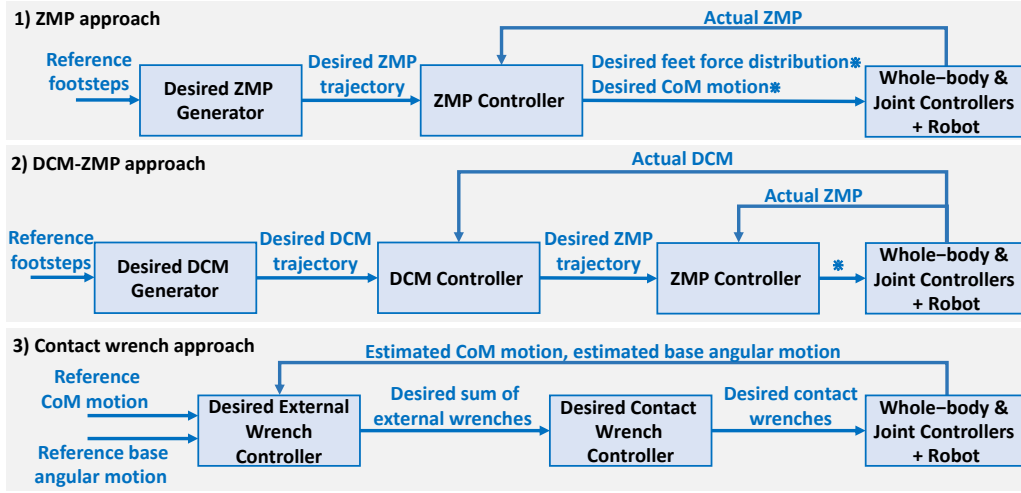 1) ZMP approach
Actual ZMP
Reference
footsteps
Desired ZMP
Generator
Desired ZMP
trajectory
ZMP Controller
Desired feet force distribution*
Desired CoM motion*
Whole−body &
Joint Controllers
+ Robot
2) DCM-ZMP approach
Actual DCM
Actual ZMP
Reference
footsteps
Desired DCM
Generator
Desired DCM
trajectory
DCM Controller
Desired ZMP
trajectory
ZMP Controller
*
Whole−body &
Joint Controllers
+ Robot
3) Contact wrench approach
Estimated CoM motion, estimated base angular motion
Reference
CoM motion
Reference base
angular motion
Desired External
Wrench
Controller
Desired sum of
external wrenches
Desired Contact
Wrench
Controller
Desired contact
wrenches
Whole−body &
Joint Controllers
+ Robot